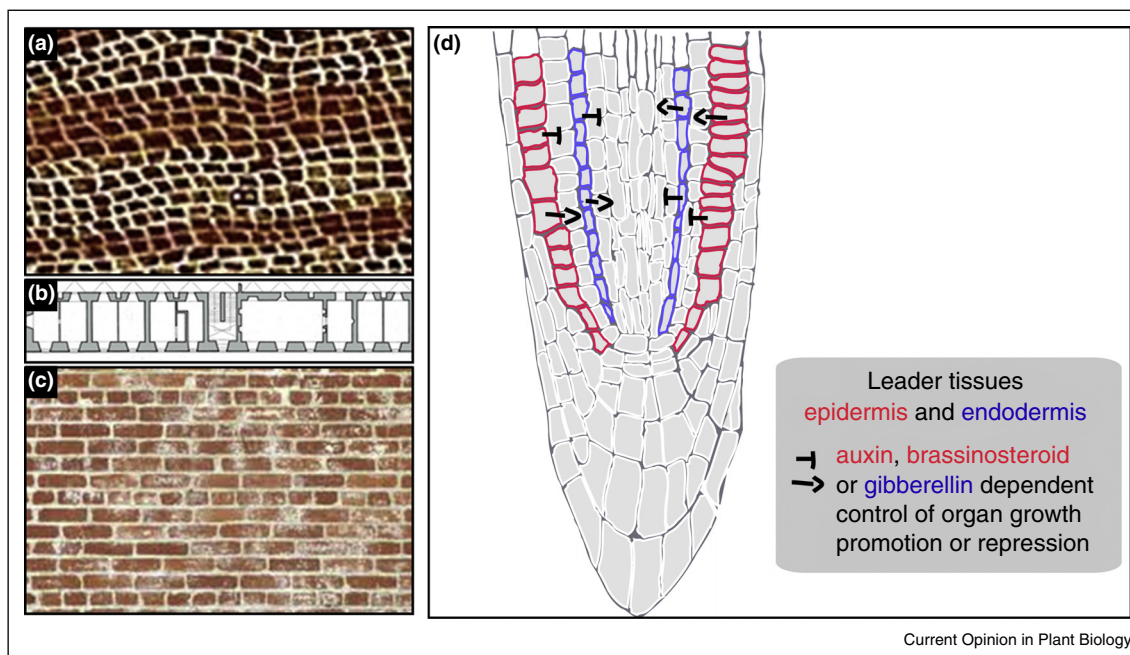 (a)
(b)
(c)
(d)
Leader tissues
epidermis and endodermis
auxin, brassinosteroid
or gibberellin dependent
control of organ growth
promotion or repression
Current Opinion in Plant Biology